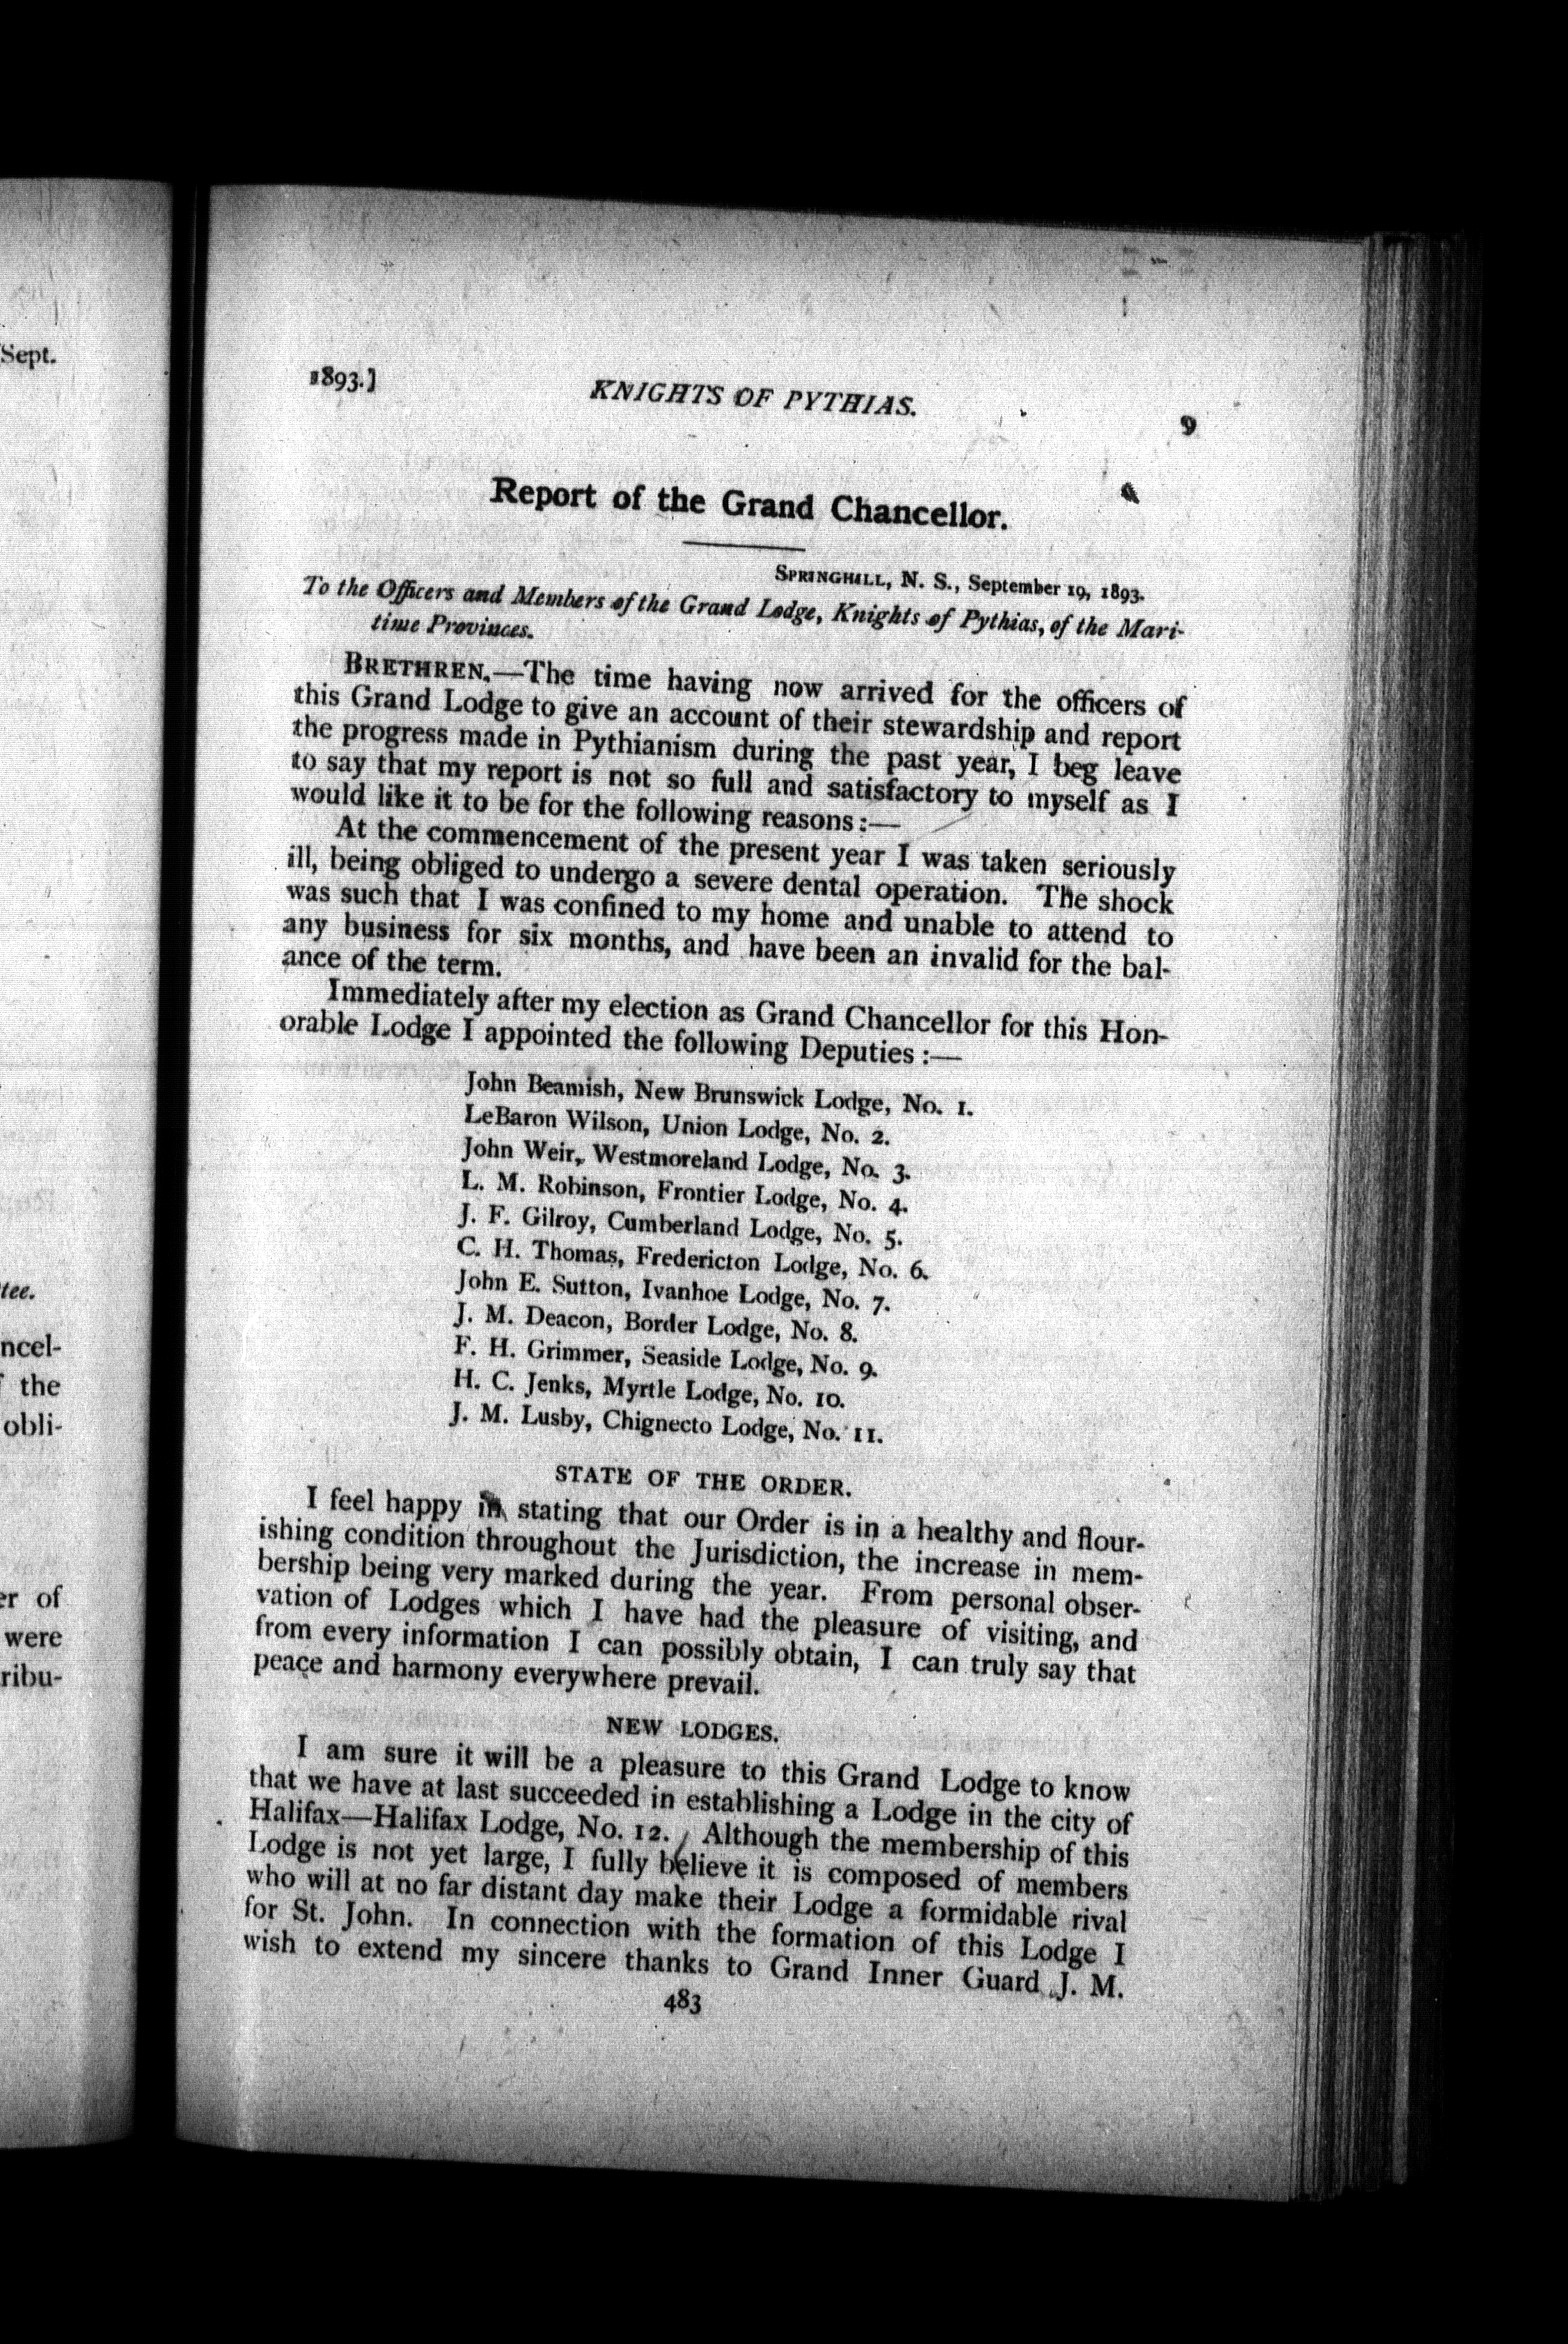 Sept.
tee.
ncel-
the
obli-
er of
were
ribu-
1893.]
KNIGHTS OF PYTHIAS.
9
Report of the Grand Chancellor.
SPRINGHILL, N. S., September 19, 1893.
To the Officers and Members of the Grand Lodge, Knights of Pythias, of the Mari-
time Provinces.
BRETHREN,—The time having now arrived for the officers of
this Grand Lodge to give an account of their stewardship and report
the progress made in Pythianism during the past year, I beg leave
to say that my report is not so full and satisfactory to myself as I
would like it to be for the following reasons:—
At the commencement of the present year I was taken seriously
ill, being obliged to undergo a severe dental operation. The shock
was such that I was confined to my home and unable to attend to
any business for six months, and have been an invalid for the bal-
ance of the term.
Immediately after my election as Grand Chancellor for this Hon-
orable Lodge I appointed the following Deputies:—
John Beamish, New Brunswick Lodge, No. 1.
LeBaron Wilson, Union Lodge, No. 2.
John Weir, Westmoreland Lodge, No. 3.
L. M. Robinson, Frontier Lodge, No. 4.
J. F. Gilroy, Cumberland Lodge, No. 5.
C. H. Thomas, Fredericton Lodge, No. 6.
John E. Sutton, Ivanhoe Lodge, No. 7.
J. M. Deacon, Border Lodge, No. 8.
F. H. Grimmer, Seaside Lodge, No. 9.
H. C. Jenks, Myrtle Lodge, No. 10.
J. M. Lusby, Chignecto Lodge, No. 11.
STATE OF THE ORDER.
I feel happy in stating that our Order is in a healthy and flour-
ishing condition throughout the Jurisdiction, the increase in mem-
bership being very marked during the year. From personal obser-
vation of Lodges which I have had the pleasure of visiting, and
from every information I can possibly obtain, I can truly say that
peace and harmony everywhere prevail.
NEW LODGES.
I am sure it will be a pleasure to this Grand Lodge to know
that we have at last succeeded in establishing a Lodge in the city of
Halifax—Halifax Lodge, No. 12. Although the membership of this
Lodge is not yet large, I fully believe it is composed of members
who will at no far distant day make their Lodge a formidable rival
for St. John. In connection with the formation of this Lodge I
wish to extend my sincere thanks to Grand Inner Guard J. M.
483